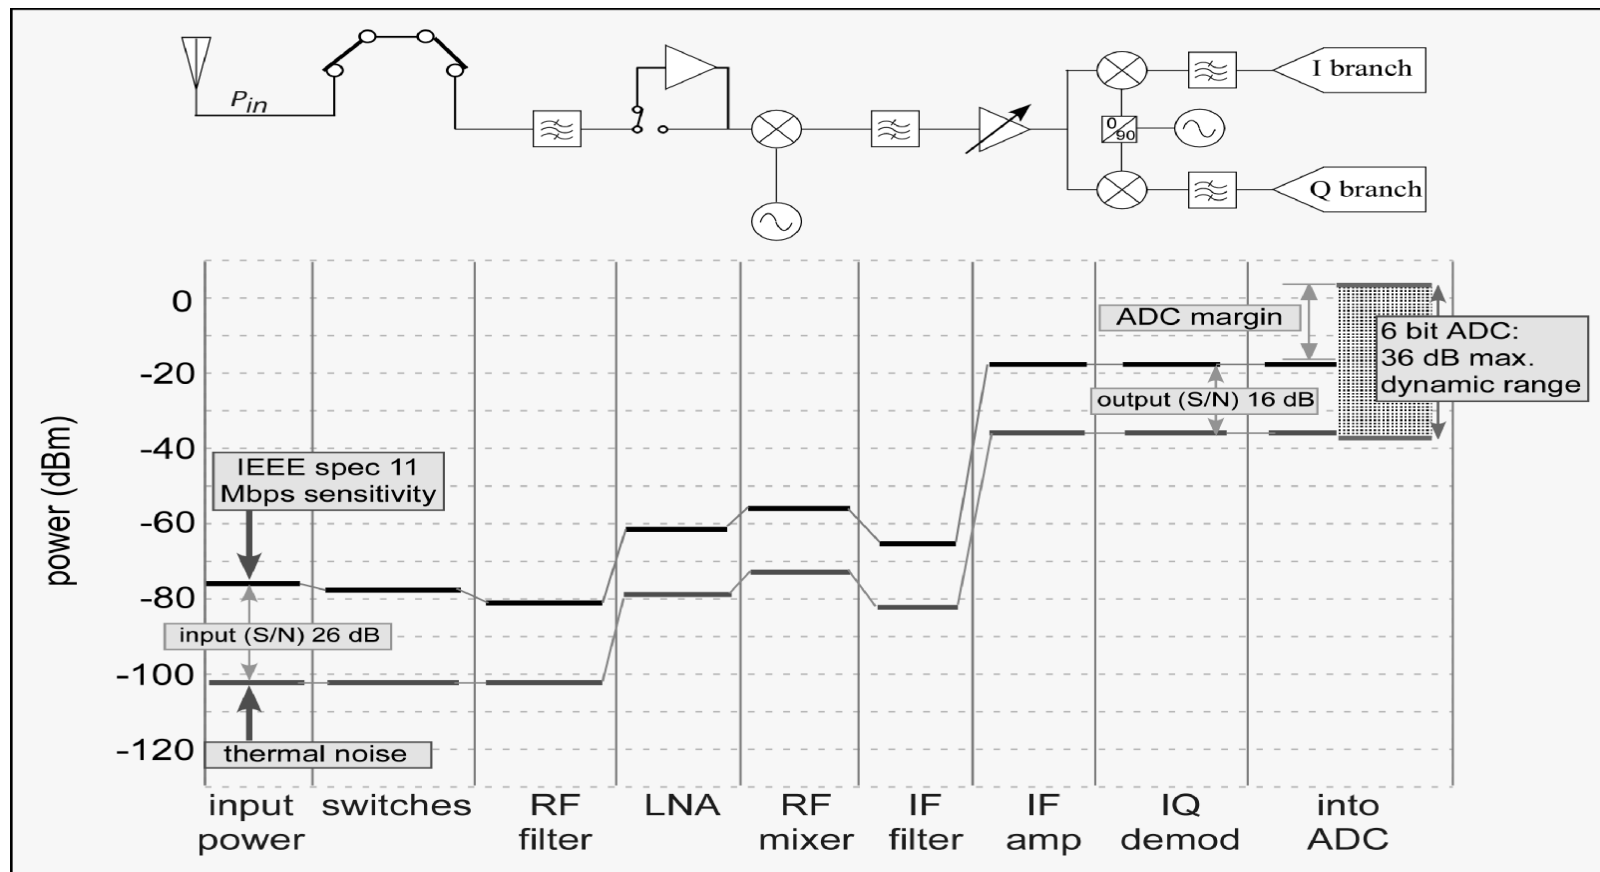 P_in
I branch
0
90
Q branch
0
-20
-40
-60
-80
-100
-120
power (dBm)
ADC margin
6 bit ADC:
36 dB max.
dynamic range
output (S/N) 16 dB
IEEE spec 11
Mbps sensitivity
input (S/N) 26 dB
thermal noise
input
power
switches
RF
filter
LNA
RF
mixer
IF
filter
IF
amp
IQ
demod
into
ADC